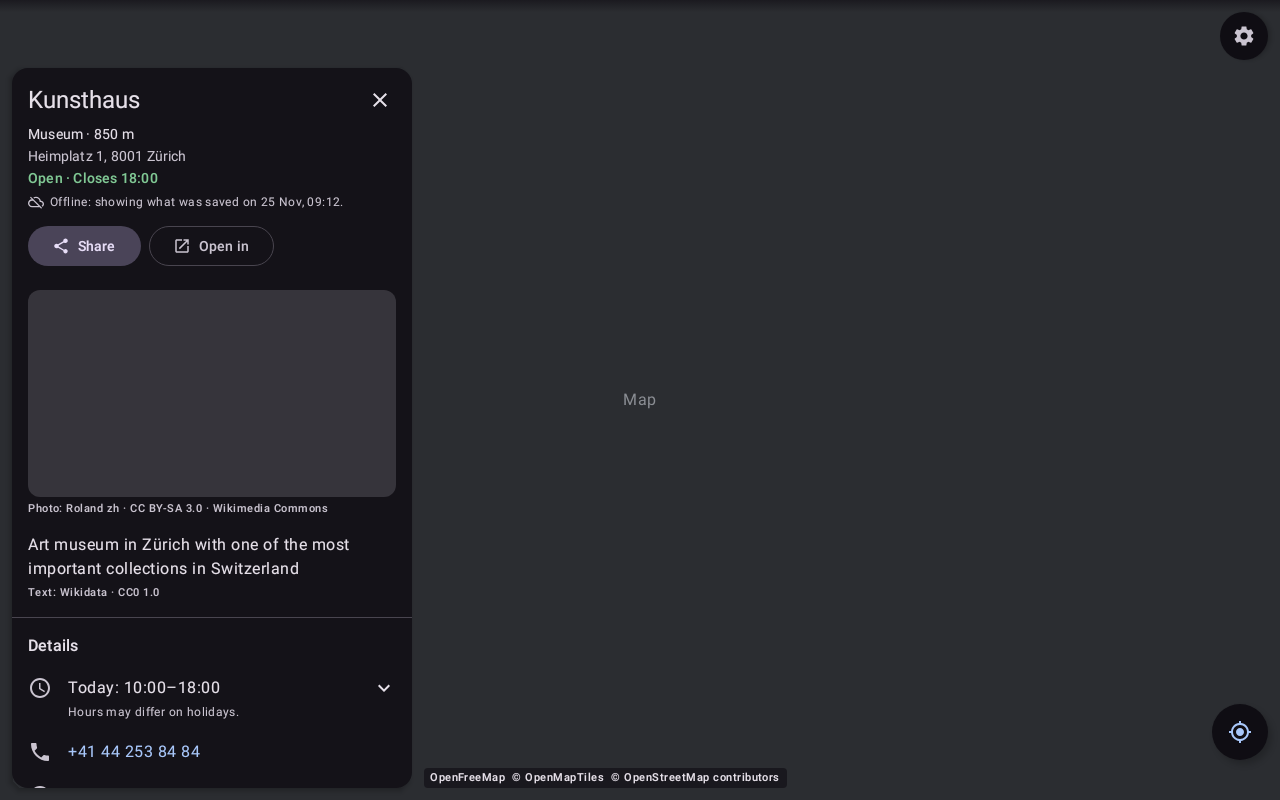 Kunsthaus
Museum · 850 m
Heimplatz 1, 8001 Zürich
Open · Closes 18:00
Offline: showing what was saved on 25 Nov, 09:12.
Share
Open in
Map
Photo: Roland zh · CC BY-SA 3.0 · Wikimedia Commons
Art museum in Zürich with one of the most
important collections in Switzerland
Text: Wikidata · CC0 1.0
Details
Today: 10:00–18:00
Hours may differ on holidays.
+41 44 253 84 84
OpenFreeMap © OpenMapTiles © OpenStreetMap contributors